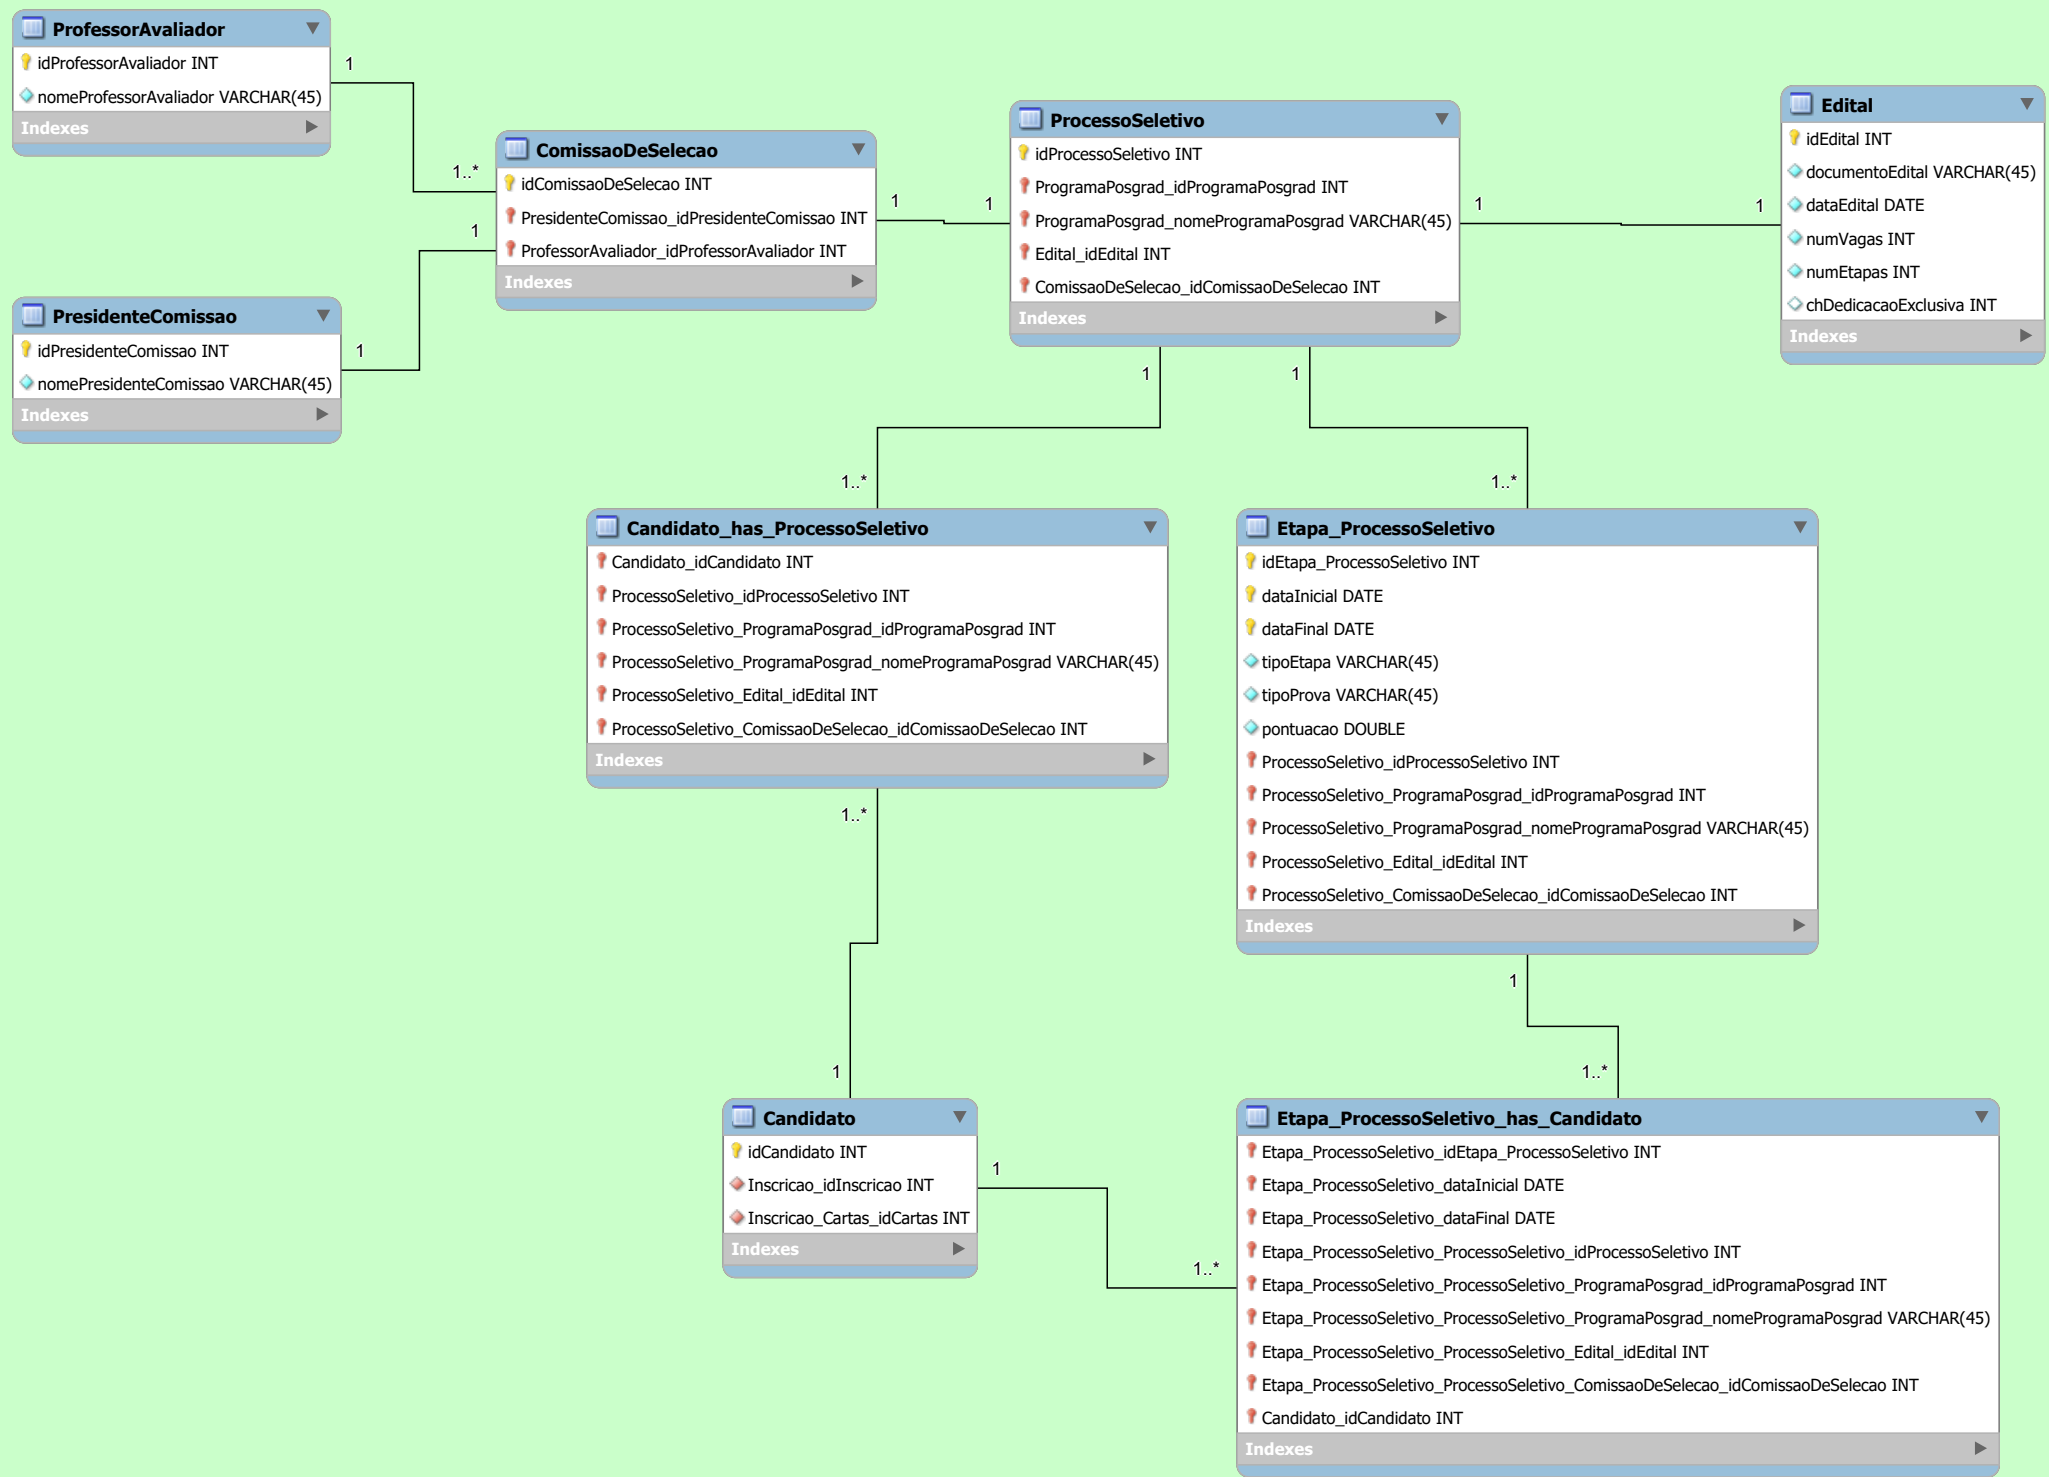 ProfessorAvaliador
idProfessorAvaliador INT
nomeProfessorAvaliador VARCHAR(45)
Indexes
1
1..*
PresidenteComissao
idPresidenteComissao INT
nomePresidenteComissao VARCHAR(45)
Indexes
1
1
ComissaoDeSelecao
idComissaoDeSelecao INT
PresidenteComissao_idPresidenteComissao INT
ProfessorAvaliador_idProfessorAvaliador INT
Indexes
1
1
ProcessoSeletivo
idProcessoSeletivo INT
ProgramaPosgrad_idProgramaPosgrad INT
ProgramaPosgrad_nomeProgramaPosgrad VARCHAR(45)
Edital_idEdital INT
ComissaoDeSelecao_idComissaoDeSelecao INT
Indexes
1
1
Edital
idEdital INT
documentoEdital VARCHAR(45)
dataEdital DATE
numVagas INT
numEtapas INT
chDedicacaoExclusiva INT
Indexes
1
1
1..*
1..*
Candidato_has_ProcessoSeletivo
Candidato_idCandidato INT
ProcessoSeletivo_idProcessoSeletivo INT
ProcessoSeletivo_ProgramaPosgrad_idProgramaPosgrad INT
ProcessoSeletivo_ProgramaPosgrad_nomeProgramaPosgrad VARCHAR(45)
ProcessoSeletivo_Edital_idEdital INT
ProcessoSeletivo_ComissaoDeSelecao_idComissaoDeSelecao INT
Indexes
1..*
1
Etapa_ProcessoSeletivo
idEtapa_ProcessoSeletivo INT
dataInicial DATE
dataFinal DATE
tipoEtapa VARCHAR(45)
tipoProva VARCHAR(45)
pontuacao DOUBLE
ProcessoSeletivo_idProcessoSeletivo INT
ProcessoSeletivo_ProgramaPosgrad_idProgramaPosgrad INT
ProcessoSeletivo_ProgramaPosgrad_nomeProgramaPosgrad VARCHAR(45)
ProcessoSeletivo_Edital_idEdital INT
ProcessoSeletivo_ComissaoDeSelecao_idComissaoDeSelecao INT
Indexes
1
1..*
Candidato
idCandidato INT
Inscricao_idInscricao INT
Inscricao_Cartas_idCartas INT
Indexes
1
1..*
Etapa_ProcessoSeletivo_has_Candidato
Etapa_ProcessoSeletivo_idEtapa_ProcessoSeletivo INT
Etapa_ProcessoSeletivo_dataInicial DATE
Etapa_ProcessoSeletivo_dataFinal DATE
Etapa_ProcessoSeletivo_ProcessoSeletivo_idProcessoSeletivo INT
Etapa_ProcessoSeletivo_ProcessoSeletivo_ProgramaPosgrad_idProgramaPosgrad INT
Etapa_ProcessoSeletivo_ProcessoSeletivo_ProgramaPosgrad_nomeProgramaPosgrad VARCHAR(45)
Etapa_ProcessoSeletivo_ProcessoSeletivo_Edital_idEdital INT
Etapa_ProcessoSeletivo_ProcessoSeletivo_ComissaoDeSelecao_idComissaoDeSelecao INT
Candidato_idCandidato INT
Indexes